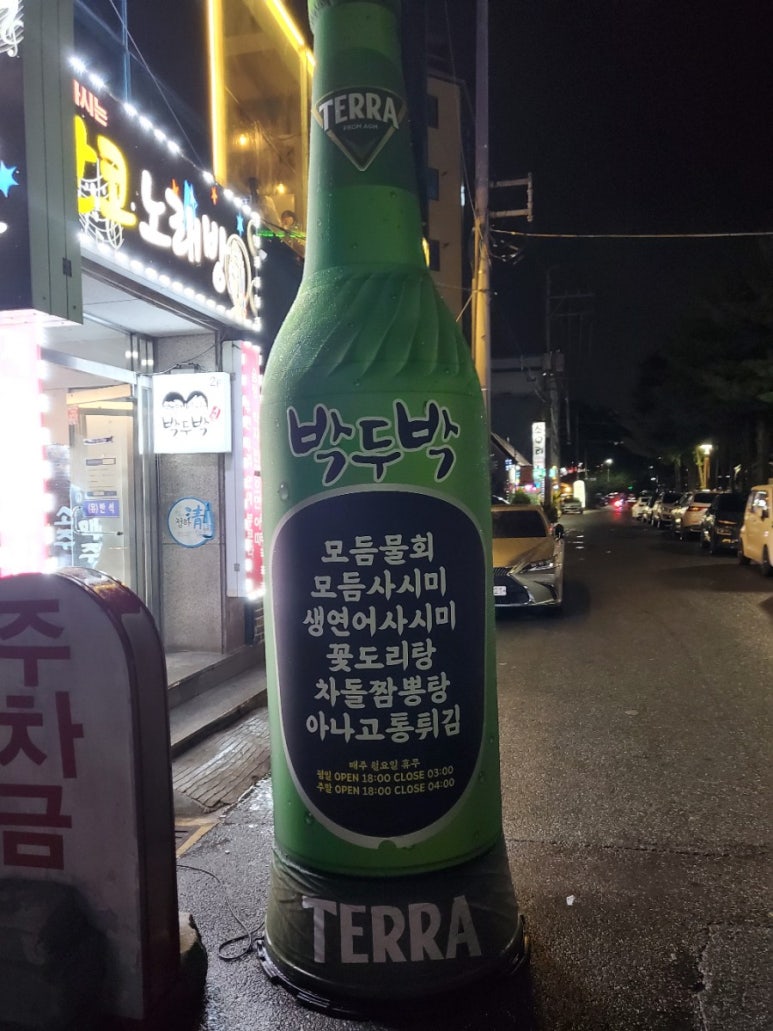 TERRA
FROM AGM
노래방
박두박
박두박
모듬물회
모듬사시미
생연어사시미
꽃도리탕
차돌짬뽕탕
아나고통튀김
매주 월요일 휴무
평일 OPEN 18:00 CLOSE 03:00
주말 OPEN 18:00 CLOSE 04:00
TERRA
주차금